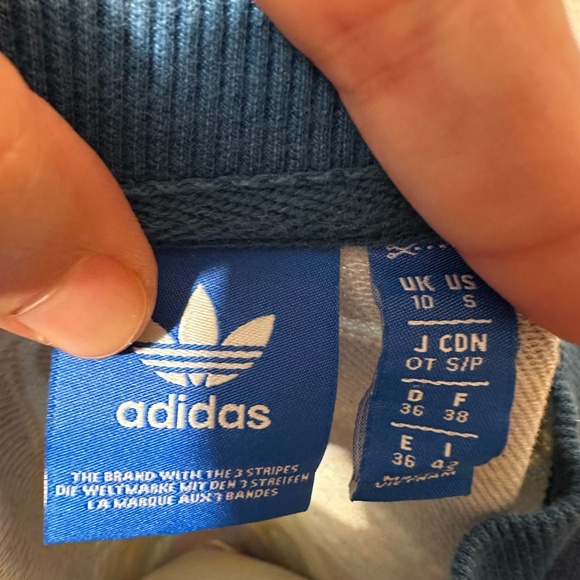 adidas
THE BRAND WITH THE 3 STRIPES
DIE WELTMARKE MIT DEN 3 STREIFEN
LA MARQUE AUX 3 BANDES
UK US
10 S
J CDN
OT S/P
D F
36 38
E I
36 42